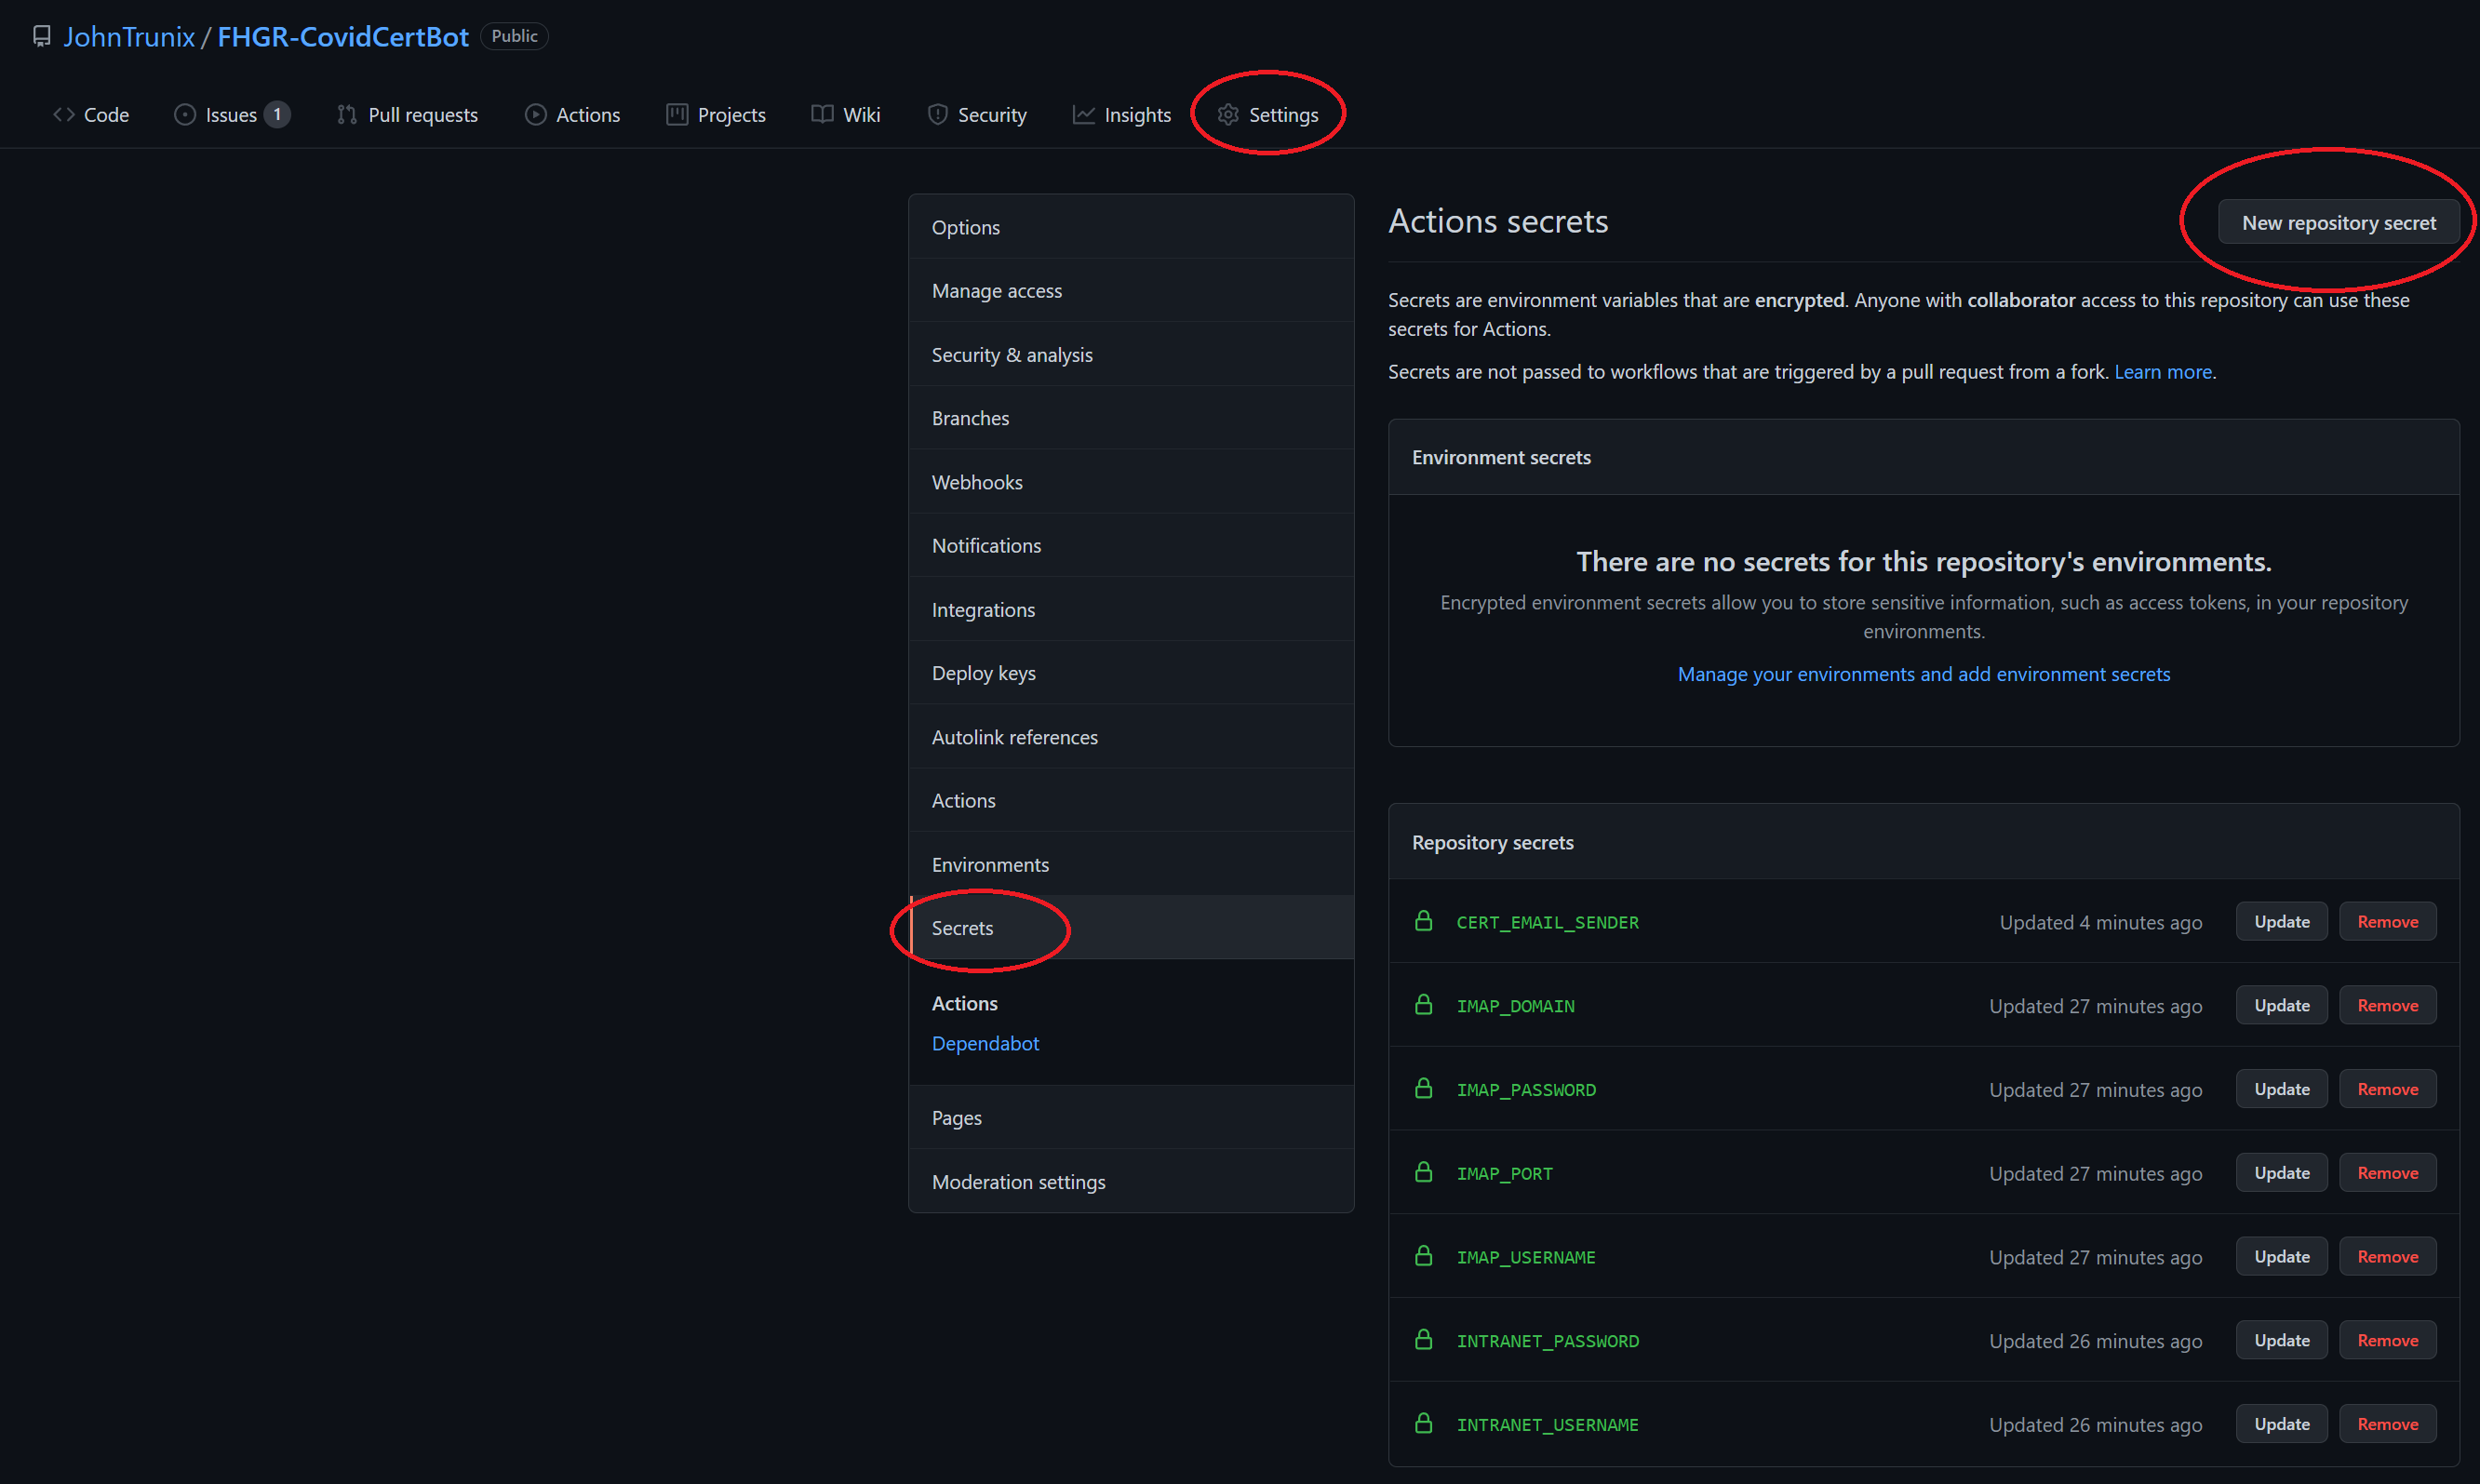 JohnTrunix / FHGR-CovidCertBot Public
Code Issues 1 Pull requests Actions Projects Wiki Security Insights Settings
Options
Manage access
Security & analysis
Branches
Webhooks
Notifications
Integrations
Deploy keys
Autolink references
Actions
Environments
Secrets
Actions
Dependabot
Pages
Moderation settings
Actions secrets
New repository secret
Secrets are environment variables that are encrypted. Anyone with collaborator access to this repository can use these
secrets for Actions.
Secrets are not passed to workflows that are triggered by a pull request from a fork. Learn more.
Environment secrets
There are no secrets for this repository's environments.
Encrypted environment secrets allow you to store sensitive information, such as access tokens, in your repository
environments.
Manage your environments and add environment secrets
Repository secrets
CERT_EMAIL_SENDER Updated 4 minutes ago Update Remove
IMAP_DOMAIN Updated 27 minutes ago Update Remove
IMAP_PASSWORD Updated 27 minutes ago Update Remove
IMAP_PORT Updated 27 minutes ago Update Remove
IMAP_USERNAME Updated 27 minutes ago Update Remove
INTRANET_PASSWORD Updated 26 minutes ago Update Remove
INTRANET_USERNAME Updated 26 minutes ago Update Remove